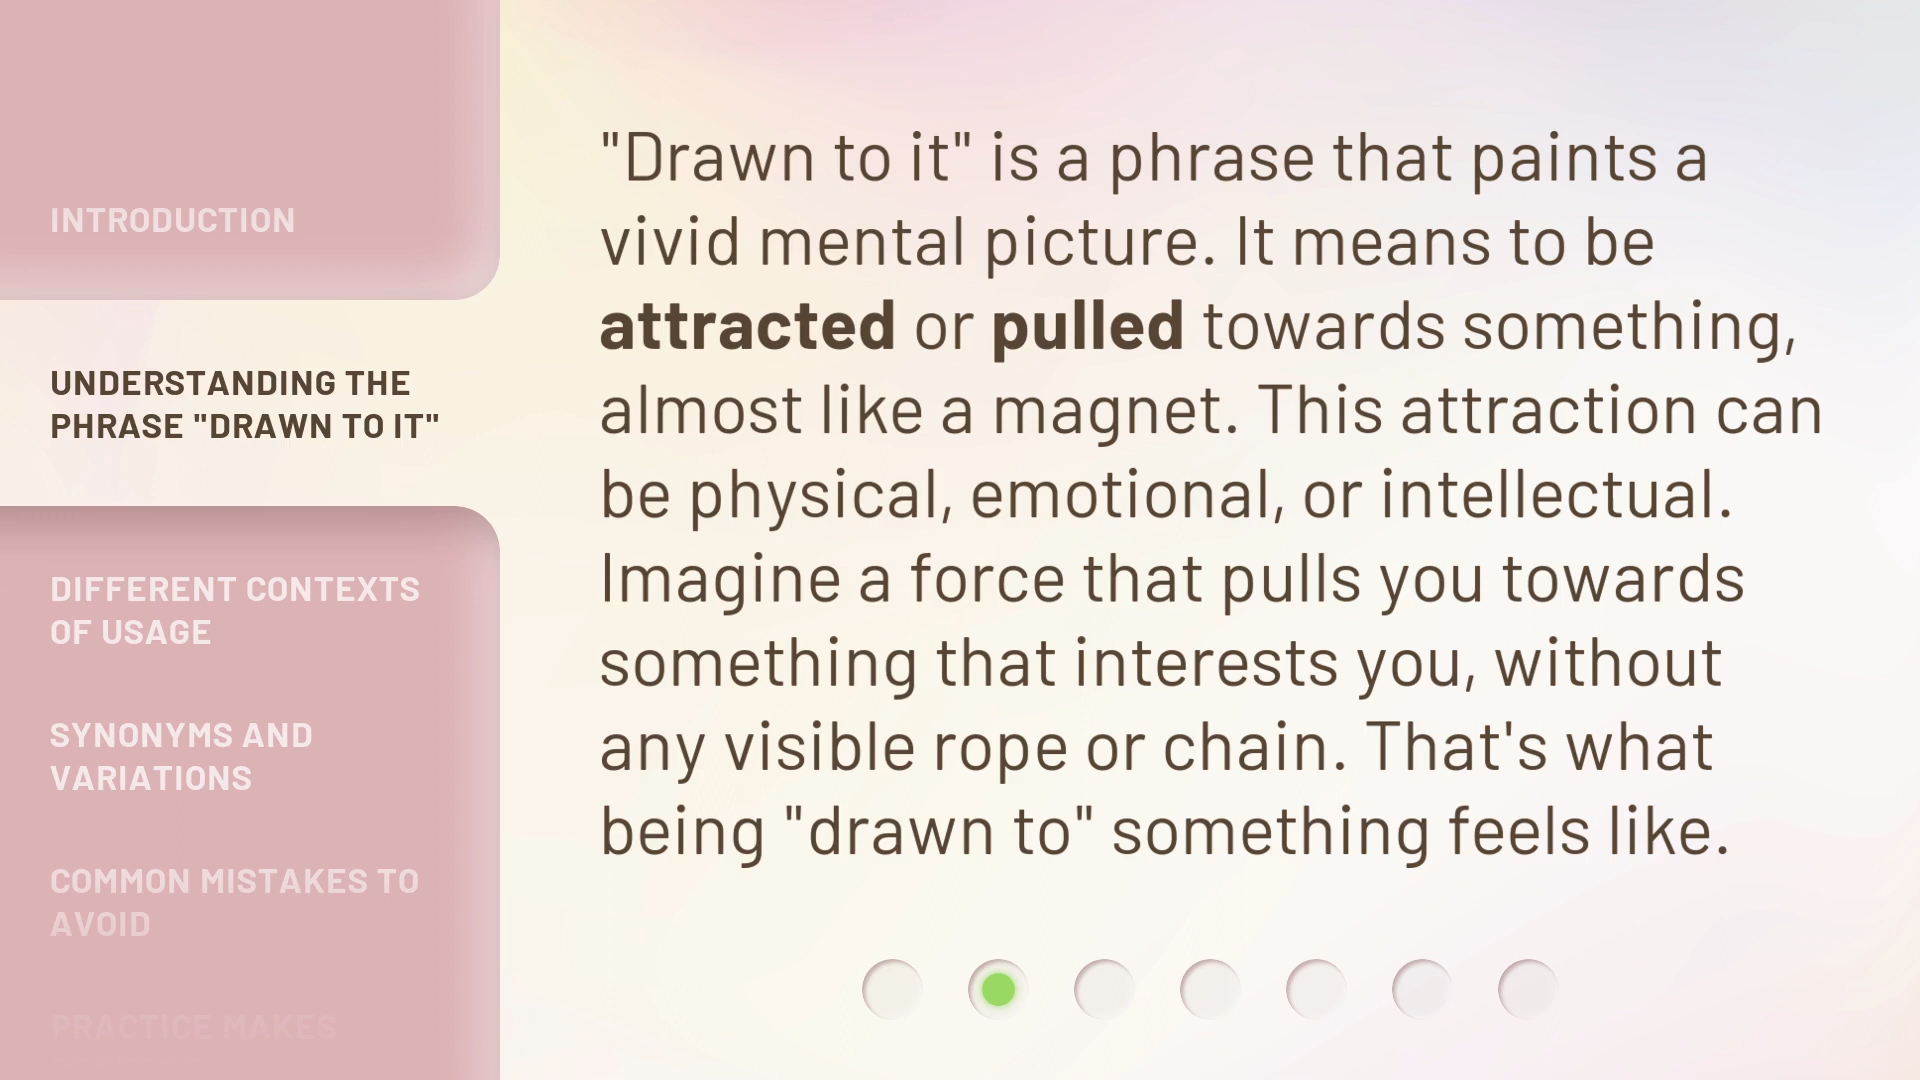 INTRODUCTION
UNDERSTANDING THE
PHRASE "DRAWN TO IT"
DIFFERENT CONTEXTS
OF USAGE
SYNONYMS AND
VARIATIONS
COMMON MISTAKES TO
AVOID
PRACTICE MAKES
"Drawn to it" is a phrase that paints a
vivid mental picture. It means to be
attracted or pulled towards something,
almost like a magnet. This attraction can
be physical, emotional, or intellectual.
Imagine a force that pulls you towards
something that interests you, without
any visible rope or chain. That's what
being "drawn to" something feels like.